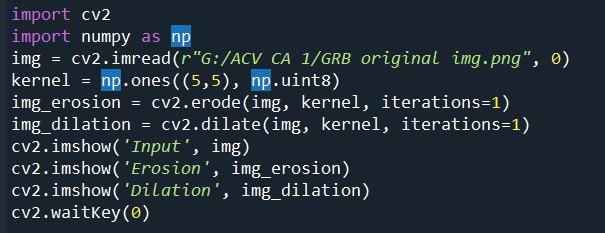 import cv2
import numpy as np
img = cv2.imread(r"G:/ACV CA 1/GRB original img.png", 0)
kernel = np.ones((5,5), np.uint8)
img_erosion = cv2.erode(img, kernel, iterations=1)
img_dilation = cv2.dilate(img, kernel, iterations=1)
cv2.imshow('Input', img)
cv2.imshow('Erosion', img_erosion)
cv2.imshow('Dilation', img_dilation)
cv2.waitKey(0)